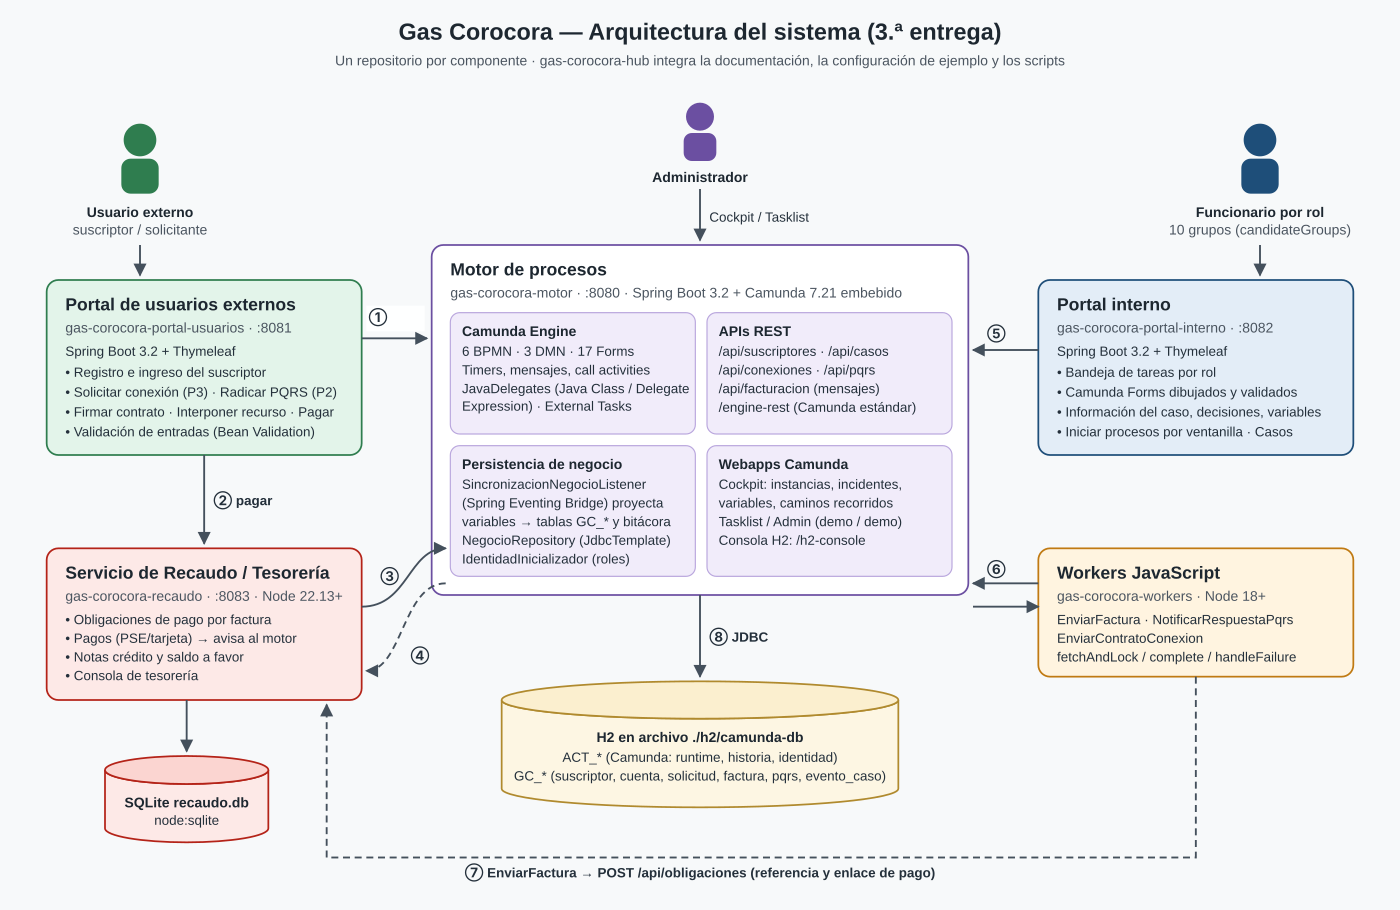 Gas Corocora — Arquitectura del sistema (3.ª entrega)
Un repositorio por componente · gas-corocora-hub integra la documentación, la configuración de ejemplo y los scripts
Usuario externo
suscriptor / solicitante
Administrador
Cockpit / Tasklist
Funcionario por rol
10 grupos (candidateGroups)
Portal de usuarios externos
gas-corocora-portal-usuarios · :8081
Spring Boot 3.2 + Thymeleaf
• Registro e ingreso del suscriptor
• Solicitar conexión (P3) · Radicar PQRS (P2)
• Firmar contrato · Interponer recurso · Pagar
• Validación de entradas (Bean Validation)
①
Motor de procesos
gas-corocora-motor · :8080 · Spring Boot 3.2 + Camunda 7.21 embebido
Camunda Engine
6 BPMN · 3 DMN · 17 Forms
Timers, mensajes, call activities
JavaDelegates (Java Class / Delegate
Expression) · External Tasks
APIs REST
/api/suscriptores · /api/casos
/api/conexiones · /api/pqrs
/api/facturacion (mensajes)
/engine-rest (Camunda estándar)
Persistencia de negocio
SincronizacionNegocioListener
(Spring Eventing Bridge) proyecta
variables → tablas GC_* y bitácora
NegocioRepository (JdbcTemplate)
IdentidadInicializador (roles)
Webapps Camunda
Cockpit: instancias, incidentes,
variables, caminos recorridos
Tasklist / Admin (demo / demo)
Consola H2: /h2-console
⑤
Portal interno
gas-corocora-portal-interno · :8082
Spring Boot 3.2 + Thymeleaf
• Bandeja de tareas por rol
• Camunda Forms dibujados y validados
• Información del caso, decisiones, variables
• Iniciar procesos por ventanilla · Casos
② pagar
Servicio de Recaudo / Tesorería
gas-corocora-recaudo · :8083 · Node 22.13+
• Obligaciones de pago por factura
• Pagos (PSE/tarjeta) → avisa al motor
• Notas crédito y saldo a favor
• Consola de tesorería
③
④
⑥
Workers JavaScript
gas-corocora-workers · Node 18+
EnviarFactura · NotificarRespuestaPqrs
EnviarContratoConexion
fetchAndLock / complete / handleFailure
⑧ JDBC
H2 en archivo ./h2/camunda-db
ACT_* (Camunda: runtime, historia, identidad)
GC_* (suscriptor, cuenta, solicitud, factura, pqrs, evento_caso)
SQLite recaudo.db
node:sqlite
⑦ EnviarFactura → POST /api/obligaciones (referencia y enlace de pago)